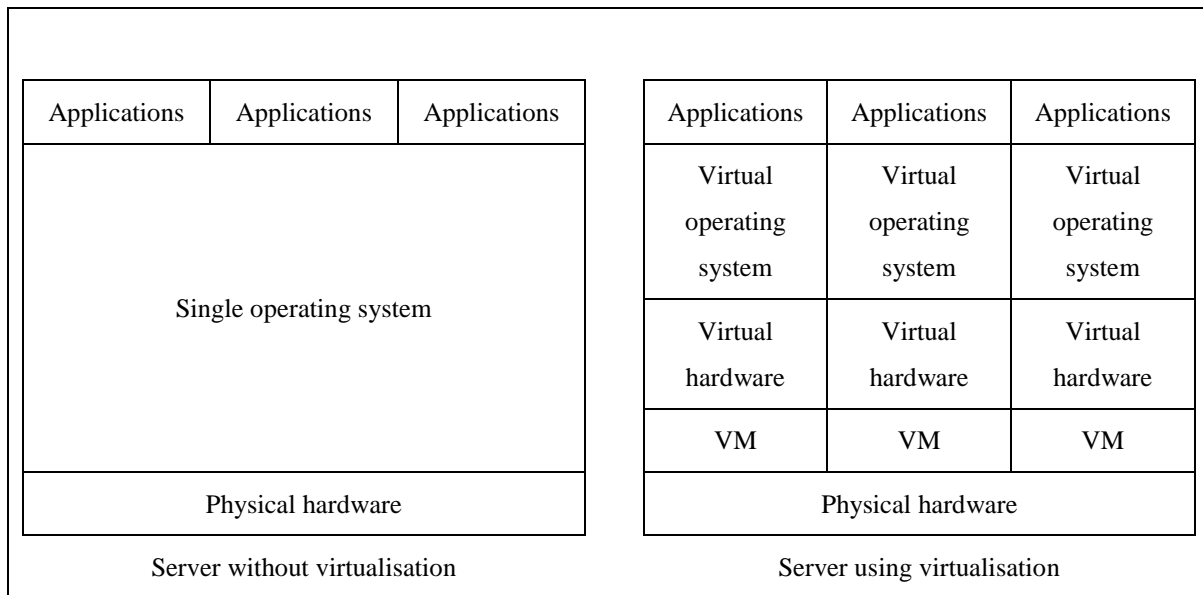 Applications Applications Applications
Single operating system
Physical hardware
Server without virtualisation
Applications Applications Applications
Virtual Virtual Virtual
operating operating operating
system system system
Virtual Virtual Virtual
hardware hardware hardware
VM VM VM
Physical hardware
Server using virtualisation